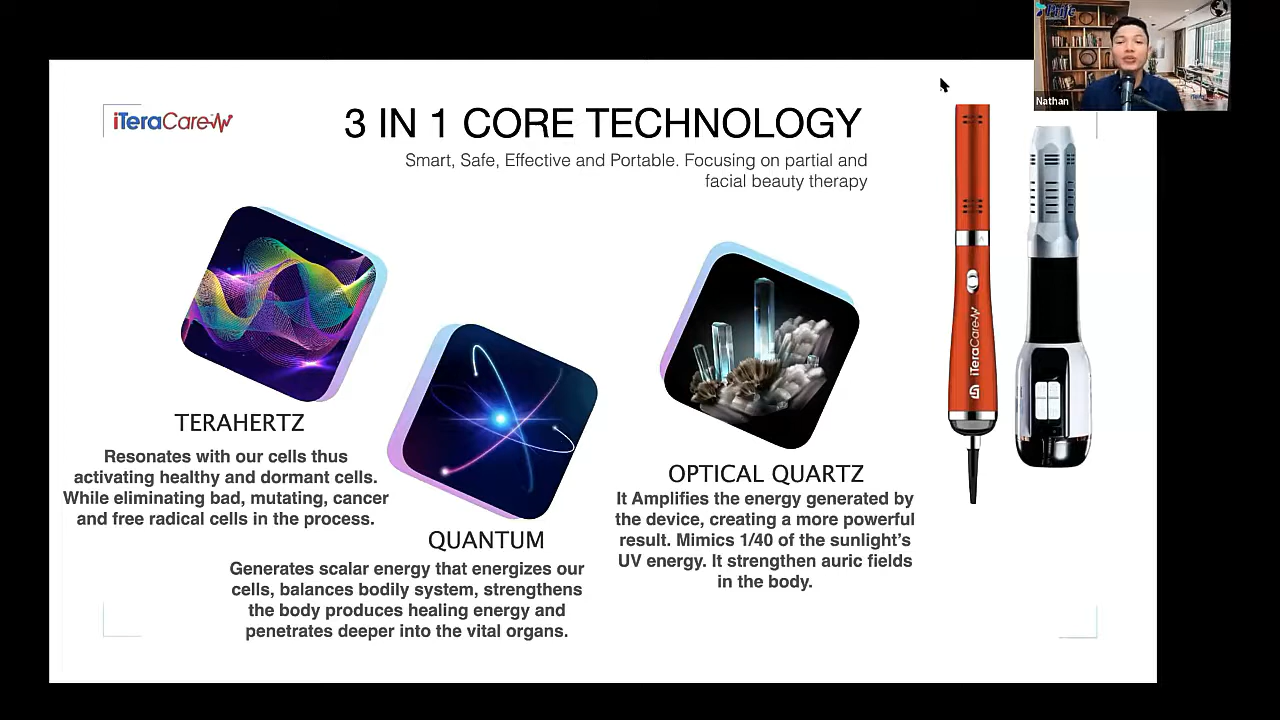 Prife
Nathan
iTeraCare
3 IN 1 CORE TECHNOLOGY
Smart, Safe, Effective and Portable. Focusing on partial and
facial beauty therapy
TERAHERTZ
Resonates with our cells thus
activating healthy and dormant cells.
While eliminating bad, mutating, cancer
and free radical cells in the process.
QUANTUM
Generates scalar energy that energizes our
cells, balances bodily system, strengthens
the body produces healing energy and
penetrates deeper into the vital organs.
OPTICAL QUARTZ
It Amplifies the energy generated by
the device, creating a more powerful
result. Mimics 1/40 of the sunlight's
UV energy. It strengthen auric fields
in the body.
iTeraCare